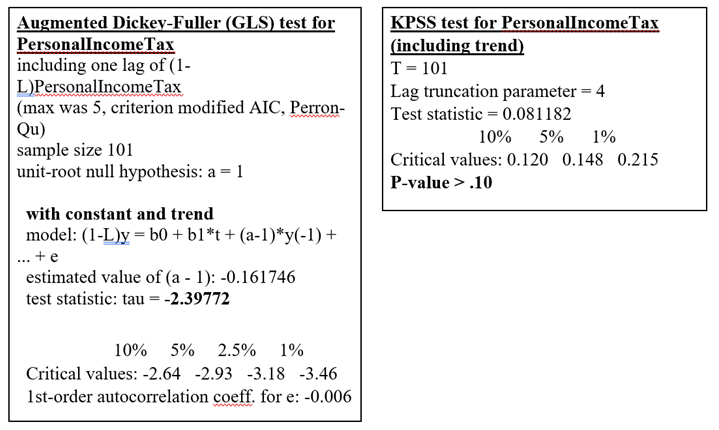 Augmented Dickey-Fuller (GLS) test for
PersonalIncomeTax
including one lag of (1-
L)PersonalIncomeTax
(max was 5, criterion modified AIC, Perron-
Qu)
sample size 101
unit-root null hypothesis: a = 1
with constant and trend
model: (1-L)y = b0 + b1*t + (a-1)*y(-1) +
... + e
estimated value of (a - 1): -0.161746
test statistic: tau = -2.39772
10% 5% 2.5% 1%
Critical values: -2.64 -2.93 -3.18 -3.46
1st-order autocorrelation coeff. for e: -0.006
KPSS test for PersonalIncomeTax
(including trend)
T = 101
Lag truncation parameter = 4
Test statistic = 0.081182
10% 5% 1%
Critical values: 0.120 0.148 0.215
P-value > .10